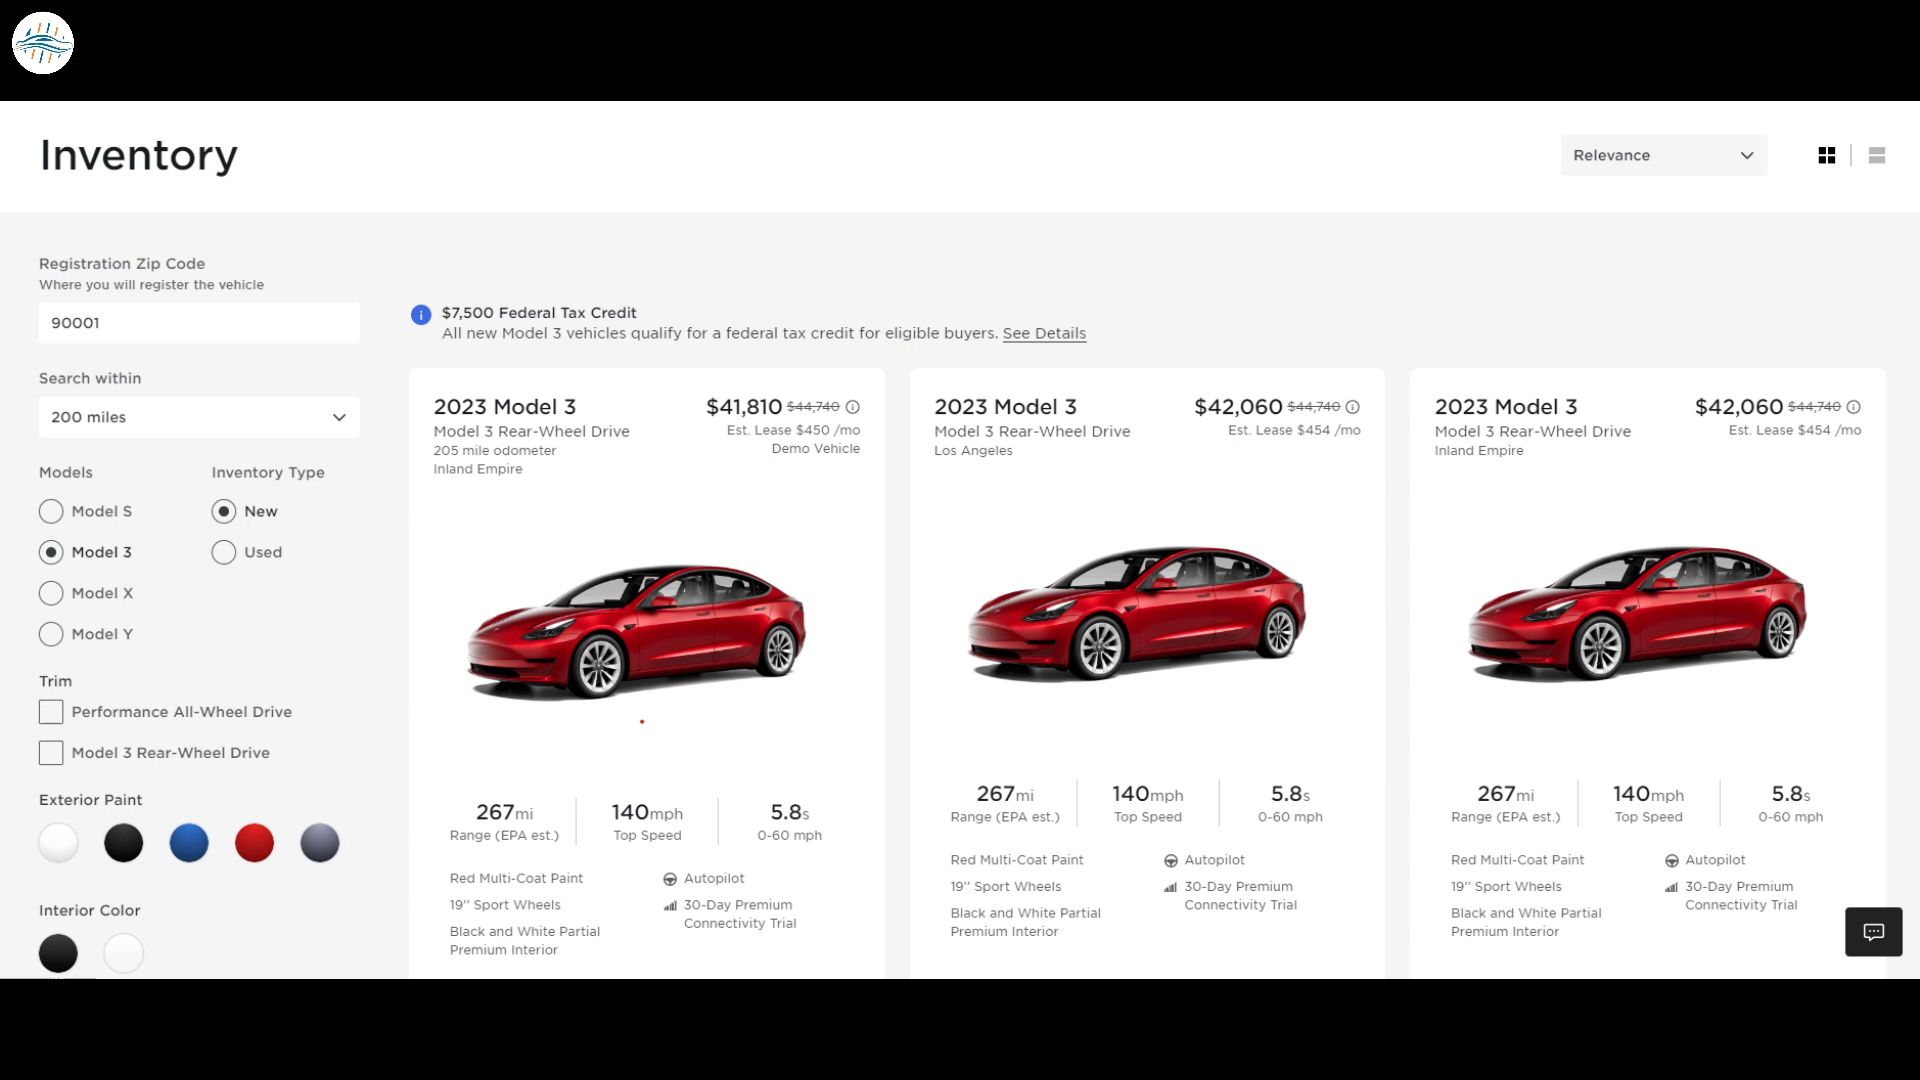 Inventory
Relevance
Registration Zip Code
Where you will register the vehicle
90001
Search within
200 miles
Models
Inventory Type
Model S
New
Model 3
Used
Model X
Model Y
Trim
Performance All-Wheel Drive
Model 3 Rear-Wheel Drive
Exterior Paint
Interior Color
$7,500 Federal Tax Credit
All new Model 3 vehicles qualify for a federal tax credit for eligible buyers. See Details
2023 Model 3
$41,810 $44,740
Model 3 Rear-Wheel Drive
Est. Lease $450 /mo
205 mile odometer
Demo Vehicle
Inland Empire
267mi
140mph
5.8s
Range (EPA est.)
Top Speed
0-60 mph
Red Multi-Coat Paint
Autopilot
19'' Sport Wheels
30-Day Premium
Connectivity Trial
Black and White Partial
Premium Interior
2023 Model 3
$42,060 $44,740
Model 3 Rear-Wheel Drive
Est. Lease $454 /mo
Los Angeles
267mi
140mph
5.8s
Range (EPA est.)
Top Speed
0-60 mph
Red Multi-Coat Paint
Autopilot
19'' Sport Wheels
30-Day Premium
Connectivity Trial
Black and White Partial
Premium Interior
2023 Model 3
$42,060 $44,740
Model 3 Rear-Wheel Drive
Est. Lease $454 /mo
Inland Empire
267mi
140mph
5.8s
Range (EPA est.)
Top Speed
0-60 mph
Red Multi-Coat Paint
Autopilot
19'' Sport Wheels
30-Day Premium
Connectivity Trial
Black and White Partial
Premium Interior